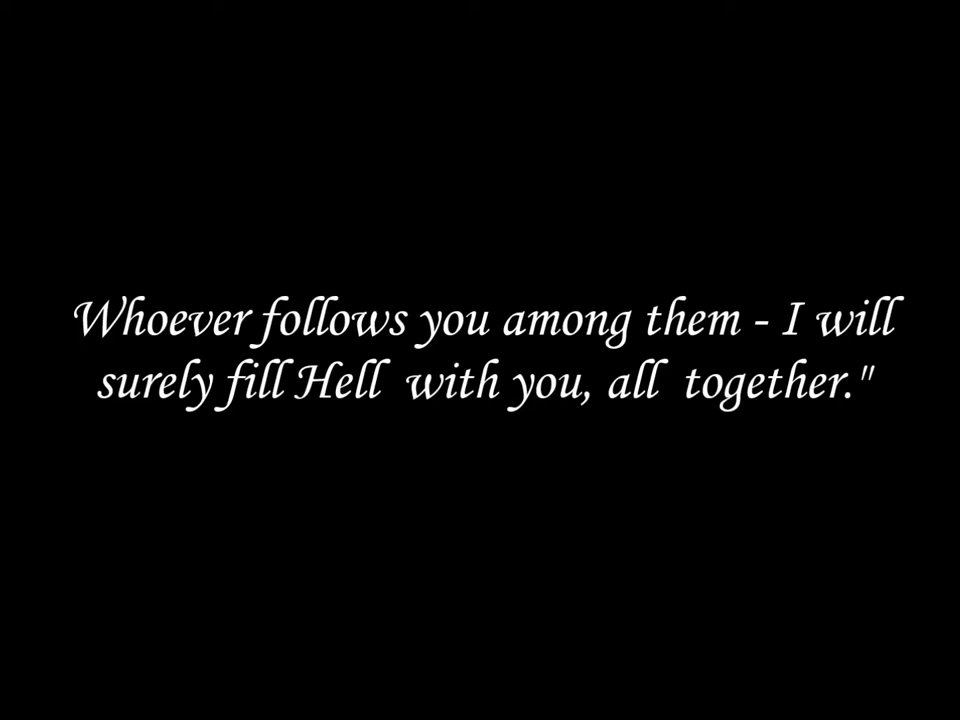 Whoever follows you among them - I will
surely fill Hell  with you, all  together."